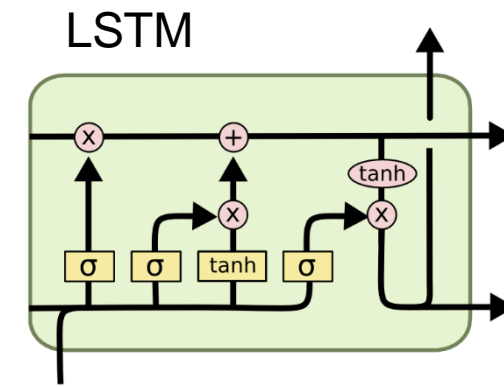 LSTM
x +
tanh
x x
σ σ tanh σ